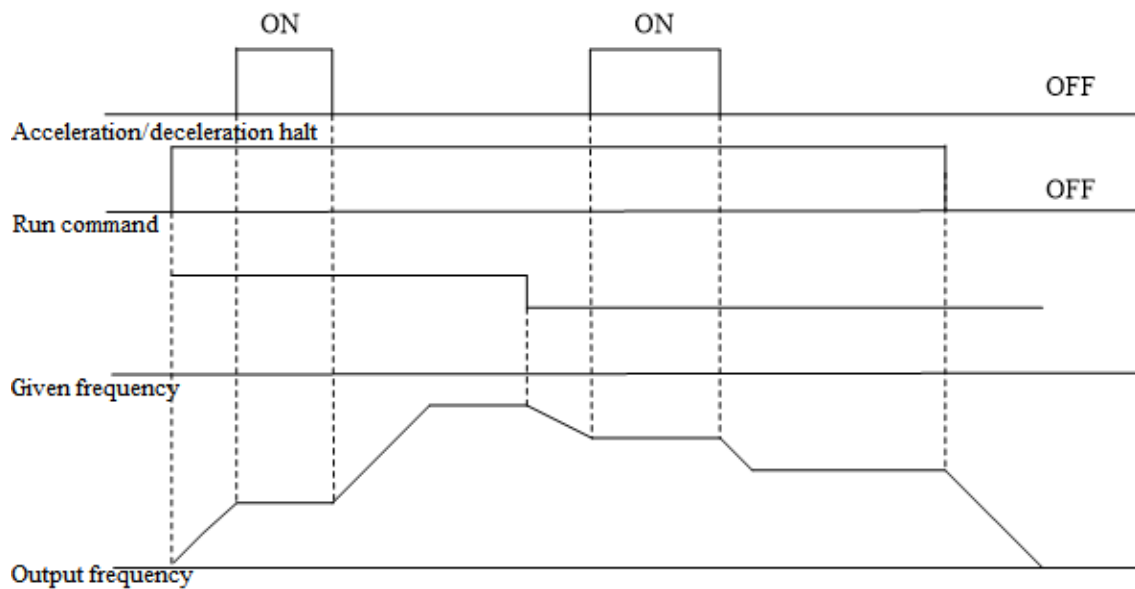 ON
ON
OFF
Acceleration/deceleration halt
OFF
Run command
Given frequency
Output frequency